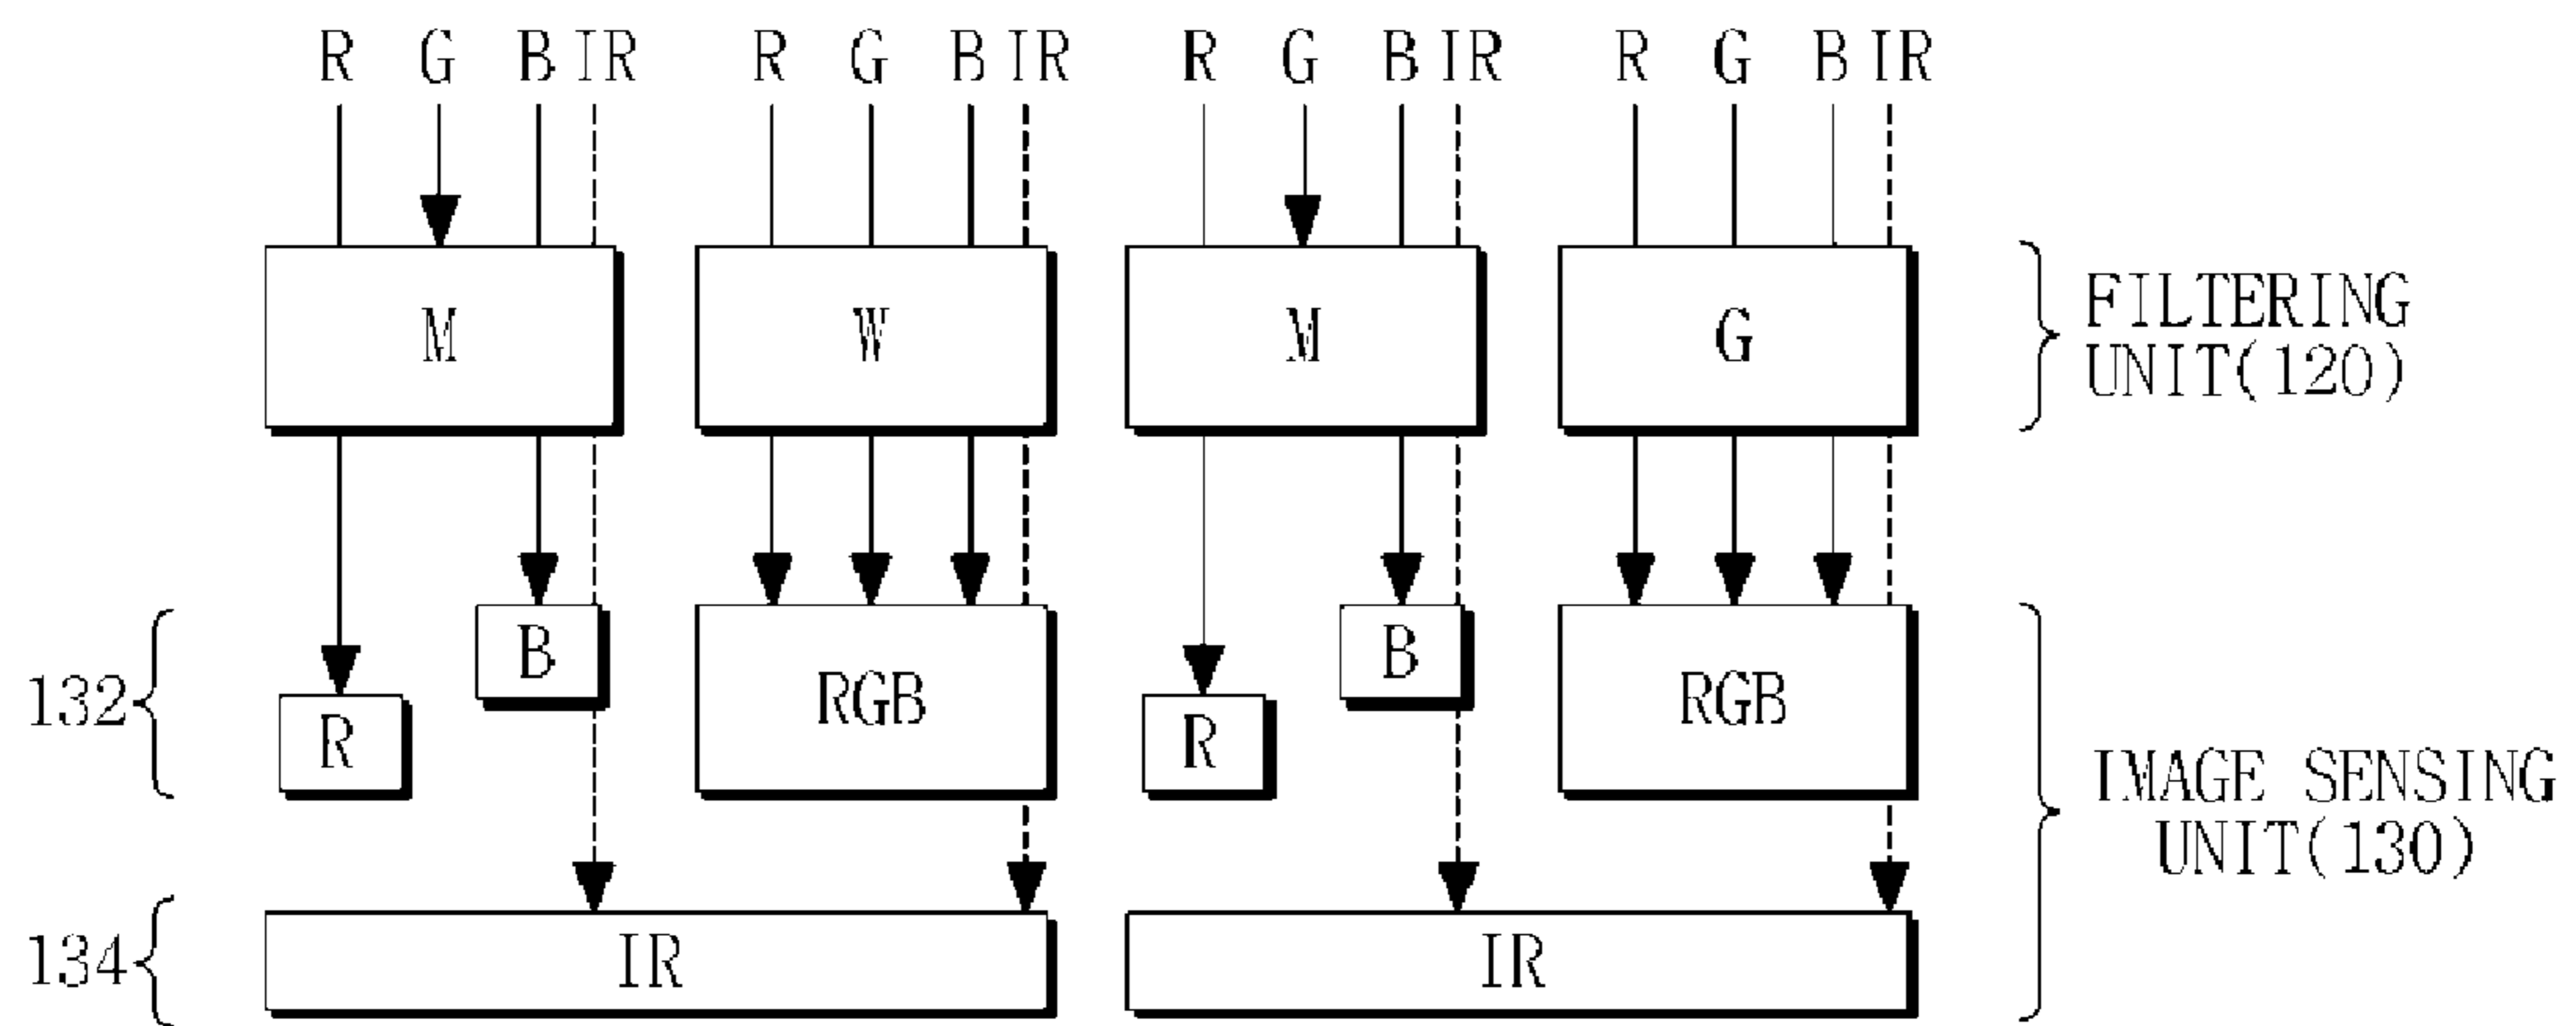 R G B IR R G B IR R G B IR R G B IR
M W M G
FILTERING
UNIT(120)
B B
RGB RGB
132
R R
IMAGE SENSING
UNIT(130)
134
IR IR